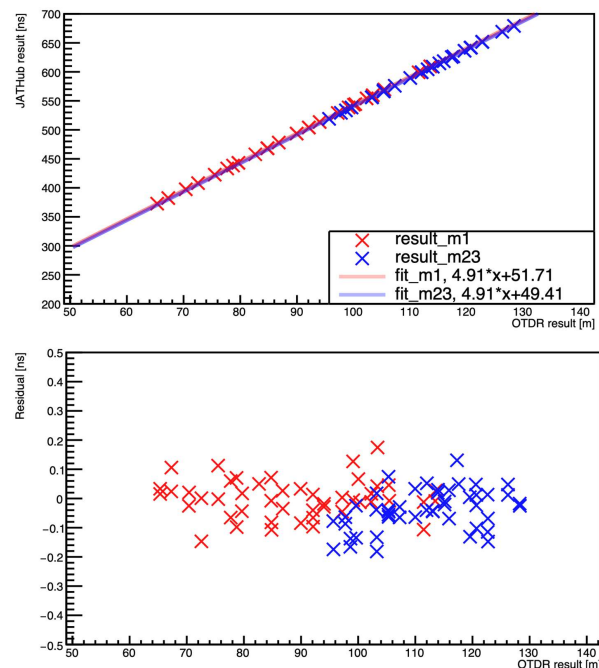 JATHub result [ns]
700
650
600
550
500
450
400
350
300
250
200
result_m1
result_m23
fit_m1, 4.91*x+51.71
fit_m23, 4.91*x+49.41
50 60 70 80 90 100 110 120 130 140
OTDR result [m]
Residual [ns]
0.5
0.4
0.3
0.2
0.1
0
-0.1
-0.2
-0.3
-0.4
-0.5
50 60 70 80 90 100 110 120 130 140
OTDR result [m]